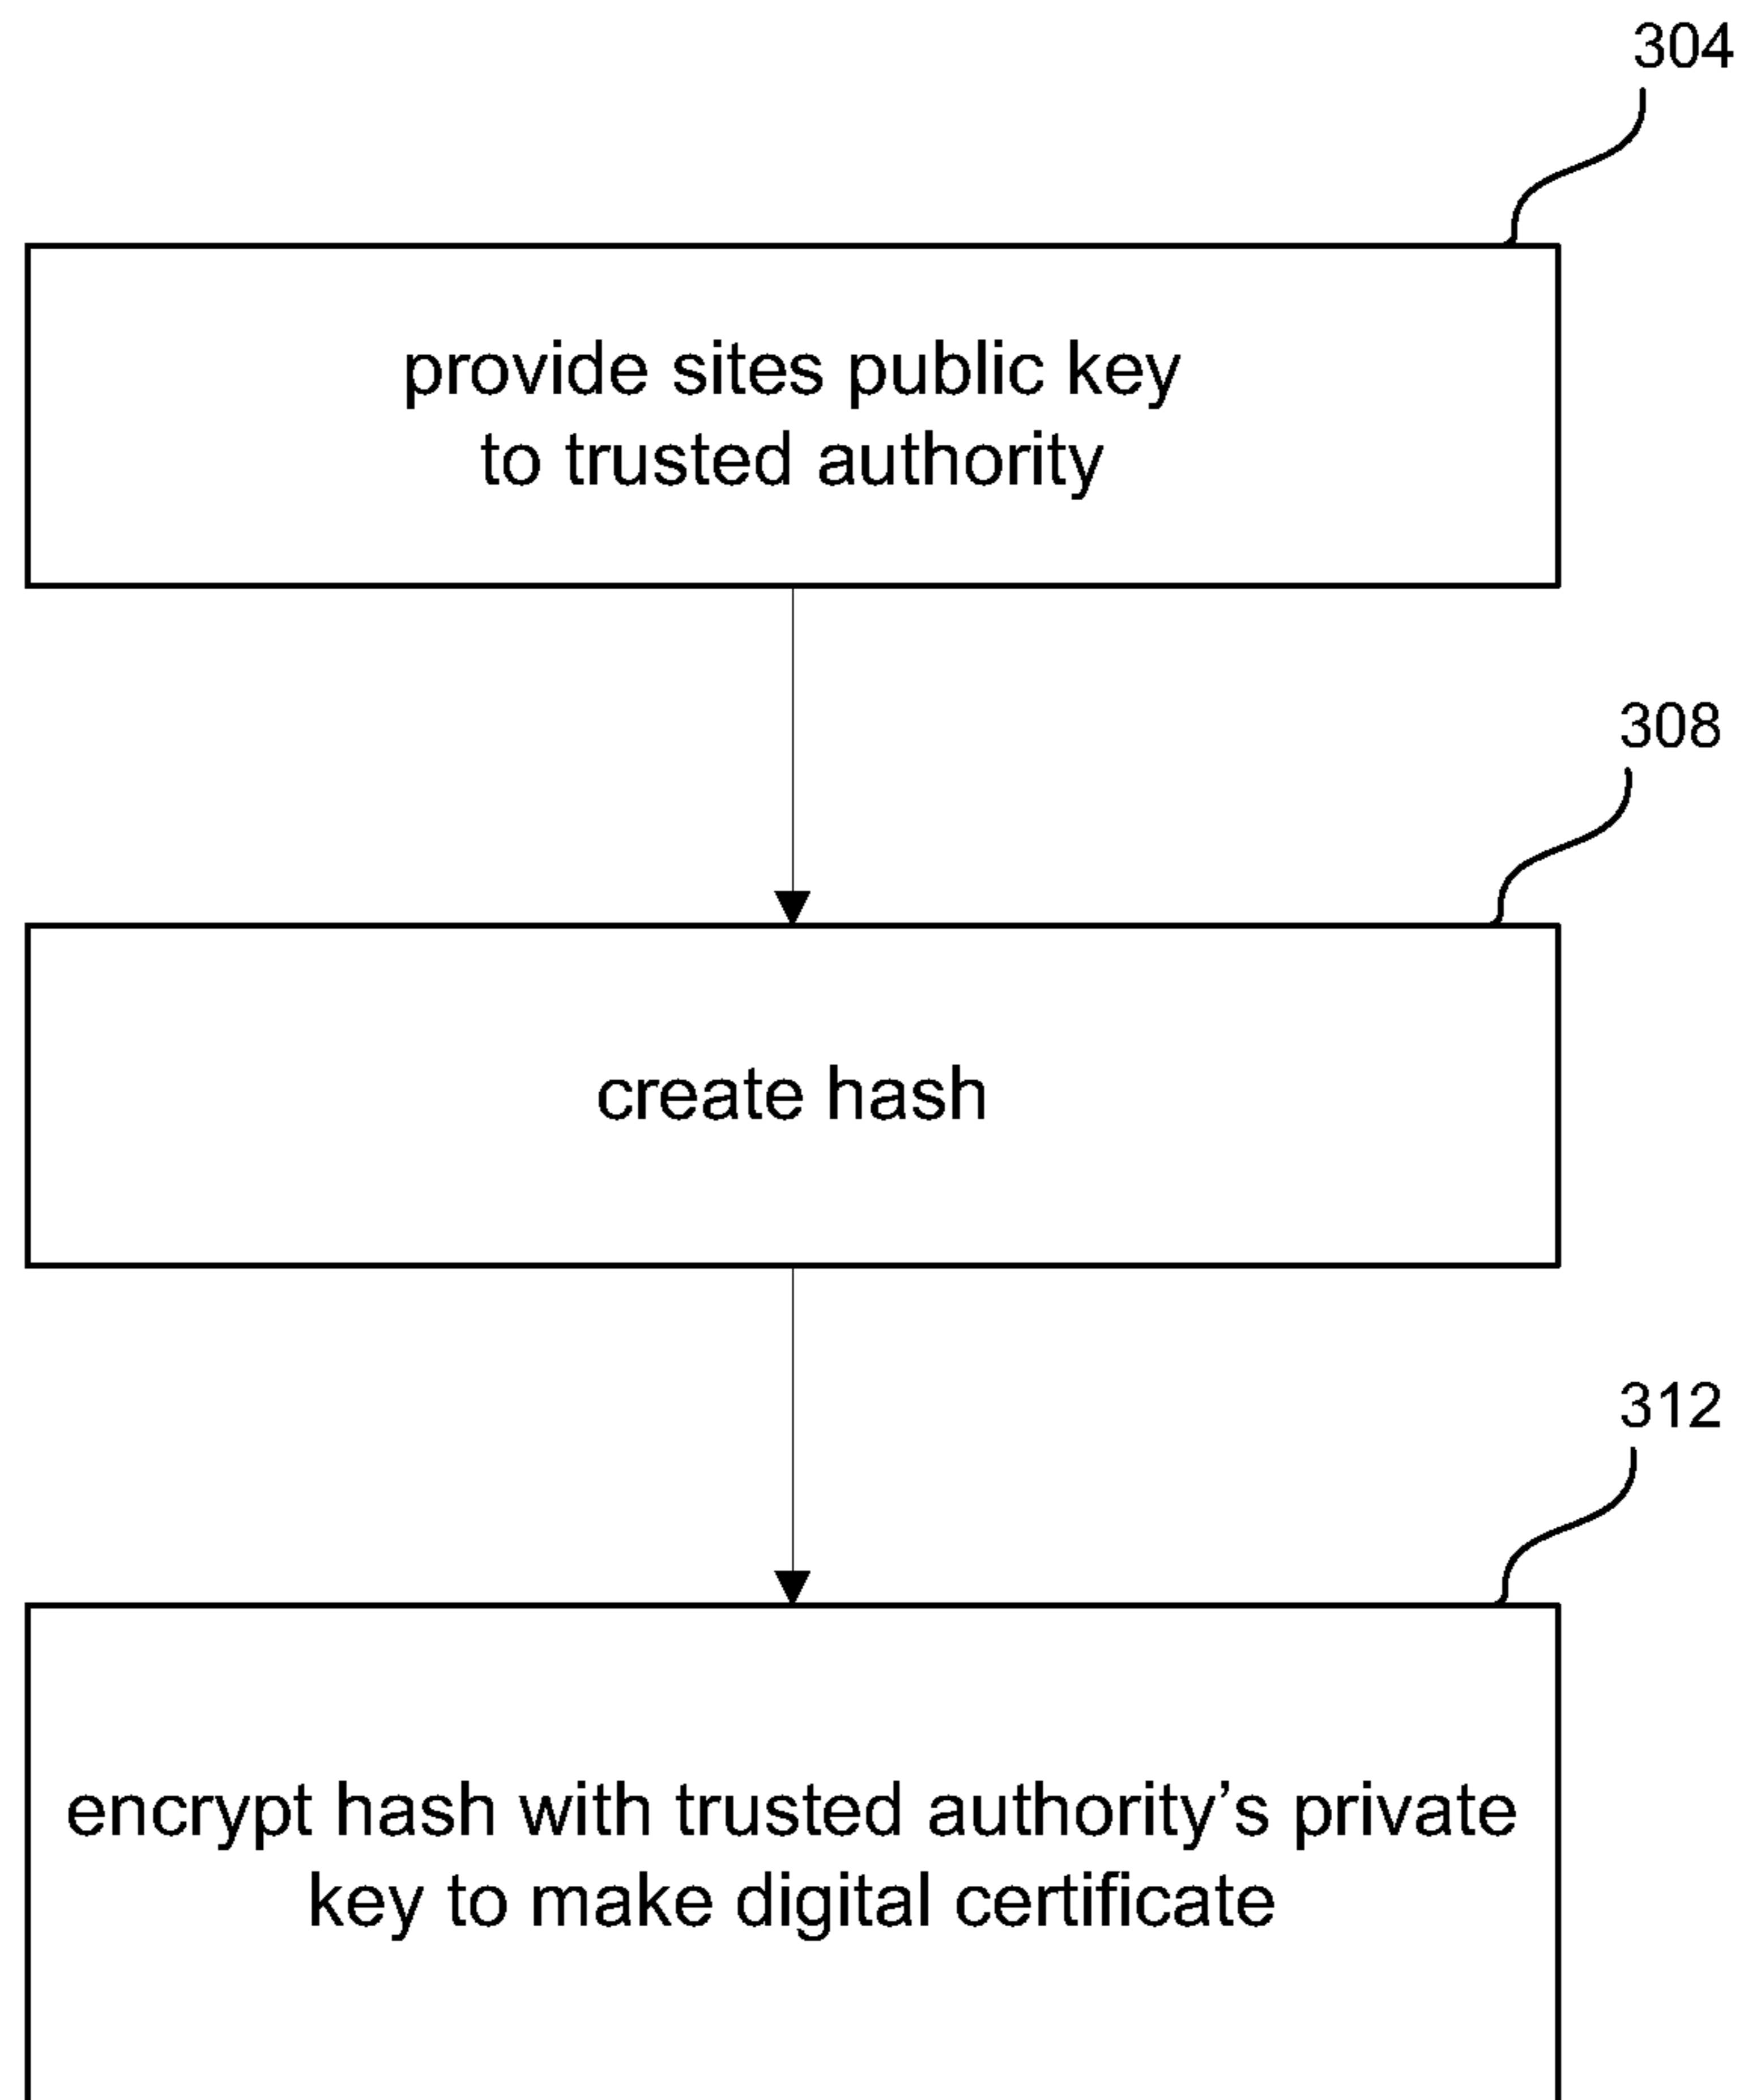 304
provide sites public key
to trusted authority
308
create hash
312
encrypt hash with trusted authority’s private
key to make digital certificate